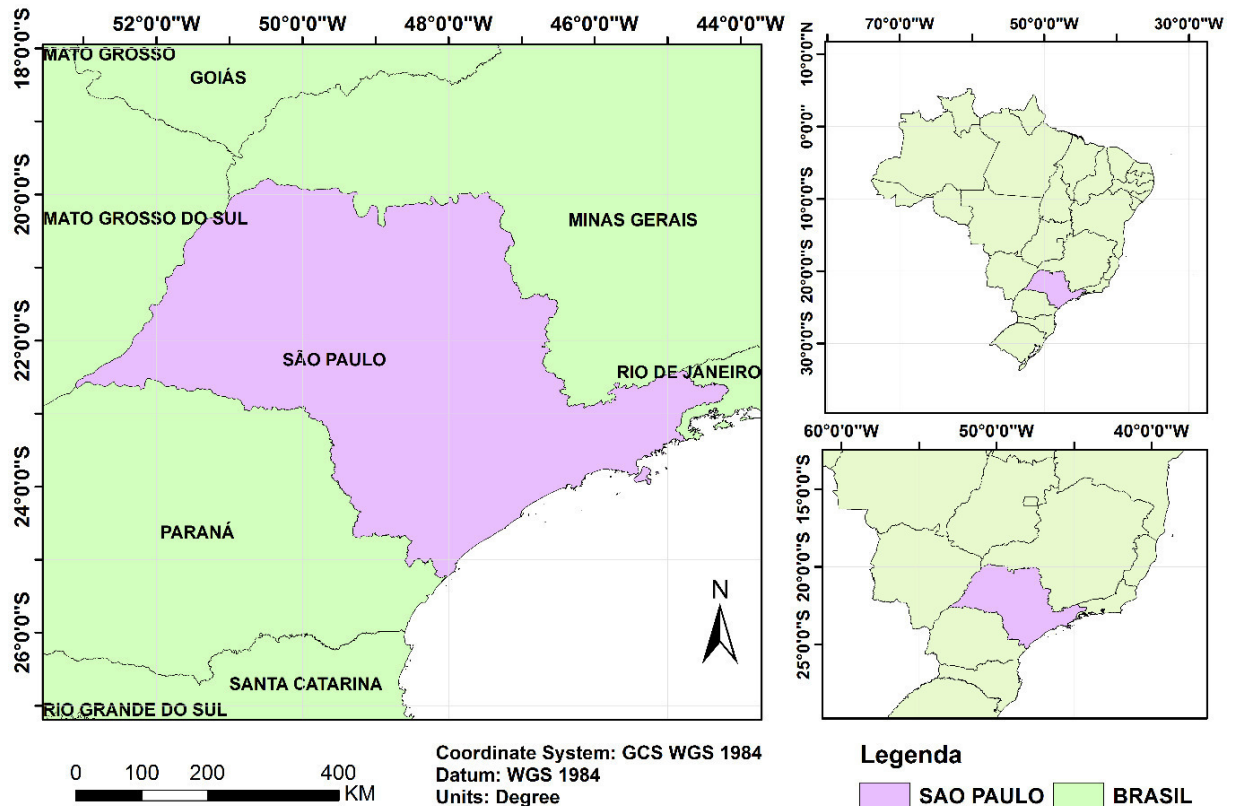 52°0'0"W 50°0'0"W 48°0'0"W 46°0'0"W 44°0'0"W
18°0'0"S
20°0'0"S
22°0'0"S
24°0'0"S
26°0'0"S
MATO GROSSO
GOIÁS
MATO GROSSO DO SUL
MINAS GERAIS
SÃO PAULO
RIO DE JANEIRO
PARANÁ
SANTA CATARINA
RIO GRANDE DO SUL
N
70°0'0"W 50°0'0"W 30°0'0"W
10°0'0"N
0°0'0"
10°0'0"S
20°0'0"S
30°0'0"S
60°0'0"W 50°0'0"W 40°0'0"W
15°0'0"S
20°0'0"S
25°0'0"S
0 100 200 400
KM
Coordinate System: GCS WGS 1984
Datum: WGS 1984
Units: Degree
Legenda
SAO PAULO BRASIL